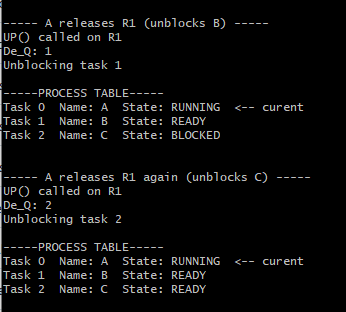 ----- A releases R1 (unblocks B) -----
UP() called on R1
De_Q: 1
Unblocking task 1
-----PROCESS TABLE-----
Task 0  Name: A  State: RUNNING  <-- curent
Task 1  Name: B  State: READY
Task 2  Name: C  State: BLOCKED
----- A releases R1 again (unblocks C) -----
UP() called on R1
De_Q: 2
Unblocking task 2
-----PROCESS TABLE-----
Task 0  Name: A  State: RUNNING  <-- curent
Task 1  Name: B  State: READY
Task 2  Name: C  State: READY